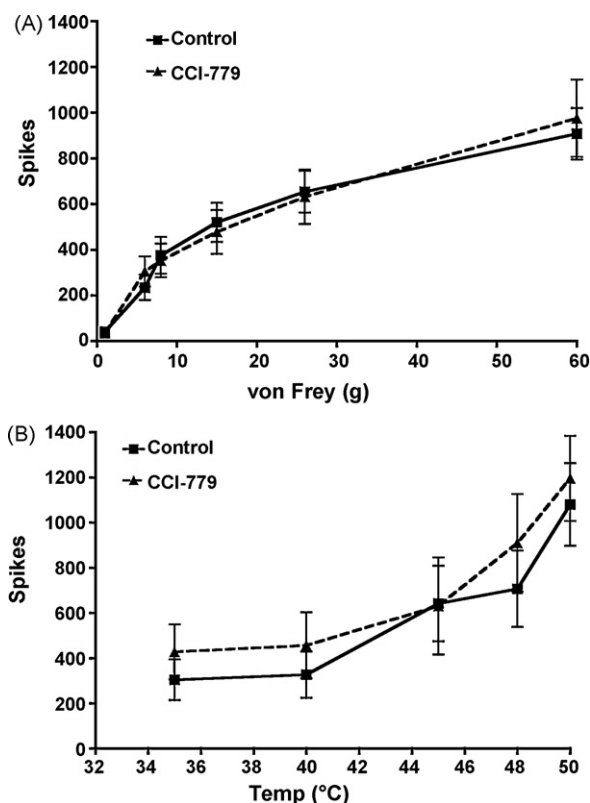 (A)
1400
1200
1000
800
600
400
200
0
Spikes
Control
CCI-779
0 10 20 30 40 50 60
von Frey (g)
(B)
1400
1200
1000
800
600
400
200
0
Spikes
Control
CCI-779
32 34 36 38 40 42 44 46 48 50
Temp (°C)